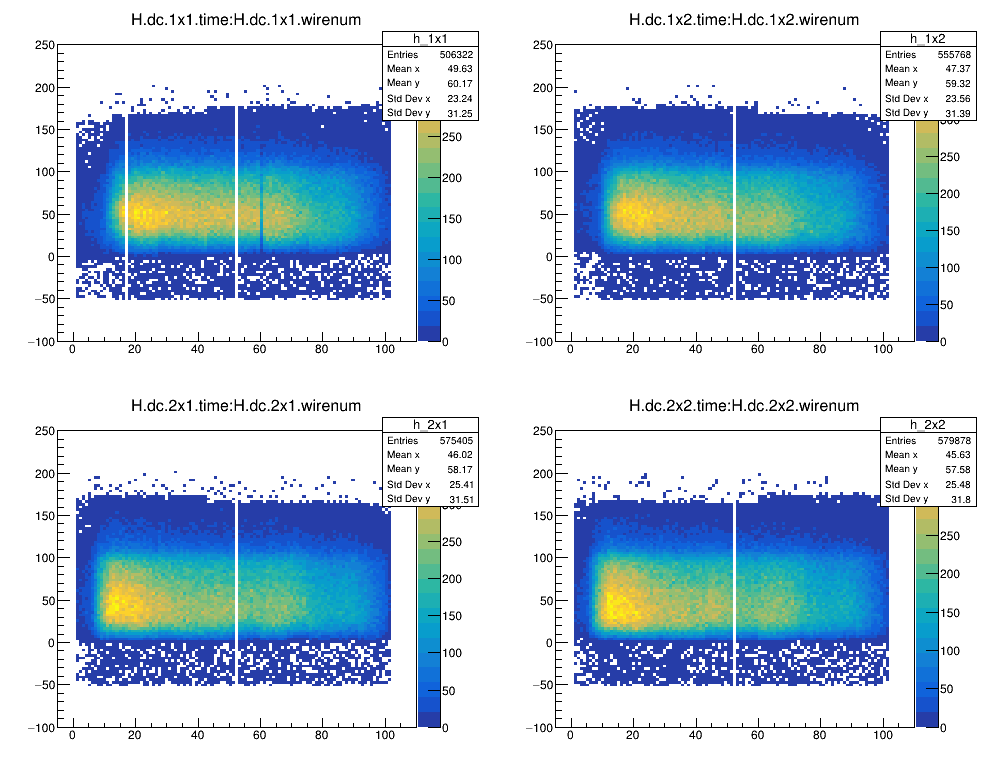 H.dc.1x1.time:H.dc.1x1.wirenum
h_1x1
Entries 506322
Mean x 49.63
Mean y 60.17
Std Dev x 23.24
Std Dev y 31.25
250
200
150
100
50
0
−50
−100
0 20 40 60 80 100
250
200
150
100
50
0
H.dc.1x2.time:H.dc.1x2.wirenum
h_1x2
Entries 555768
Mean x 47.37
Mean y 59.32
Std Dev x 23.56
Std Dev y 31.39
250
200
150
100
50
0
−50
−100
0 20 40 60 80 100
250
200
150
100
50
0
H.dc.2x1.time:H.dc.2x1.wirenum
h_2x1
Entries 575405
Mean x 46.02
Mean y 58.17
Std Dev x 25.41
Std Dev y 31.51
250
200
150
100
50
0
−50
−100
0 20 40 60 80 100
250
200
150
100
50
0
H.dc.2x2.time:H.dc.2x2.wirenum
h_2x2
Entries 579878
Mean x 45.63
Mean y 57.58
Std Dev x 25.48
Std Dev y 31.8
250
200
150
100
50
0
−50
−100
0 20 40 60 80 100
250
200
150
100
50
0